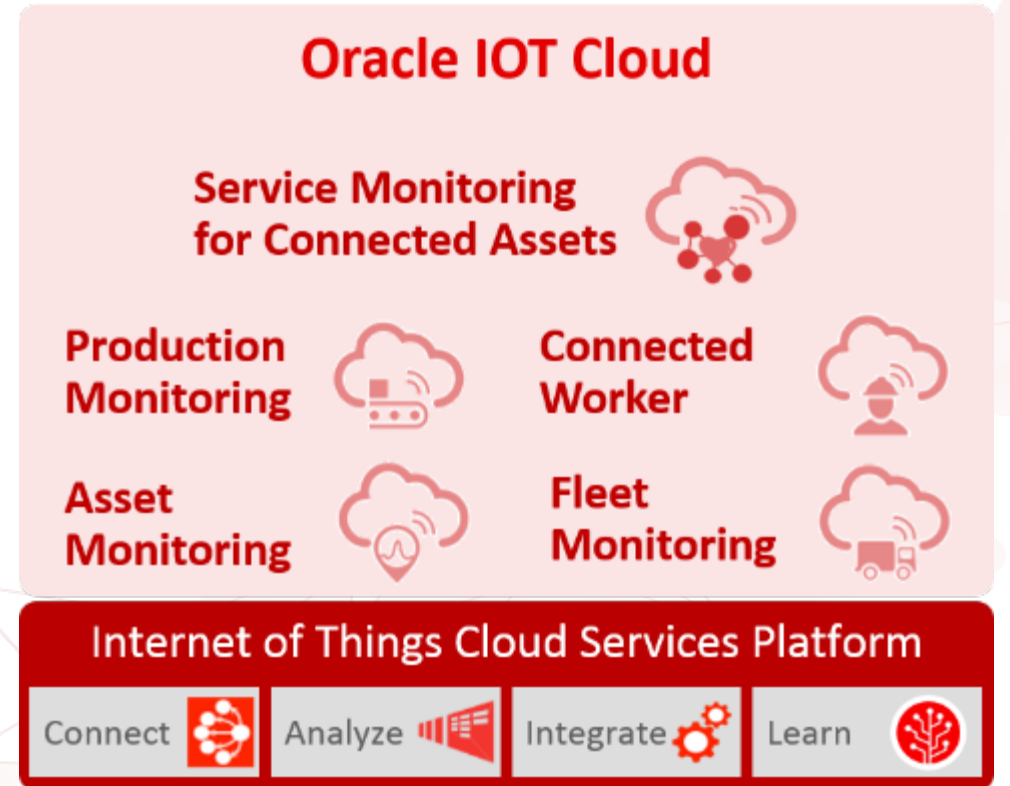 Oracle IOT Cloud
Service Monitoring
for Connected Assets
Production
Monitoring
Connected
Worker
Asset
Monitoring
Fleet
Monitoring
Internet of Things Cloud Services Platform
Connect
Analyze
Integrate
Learn